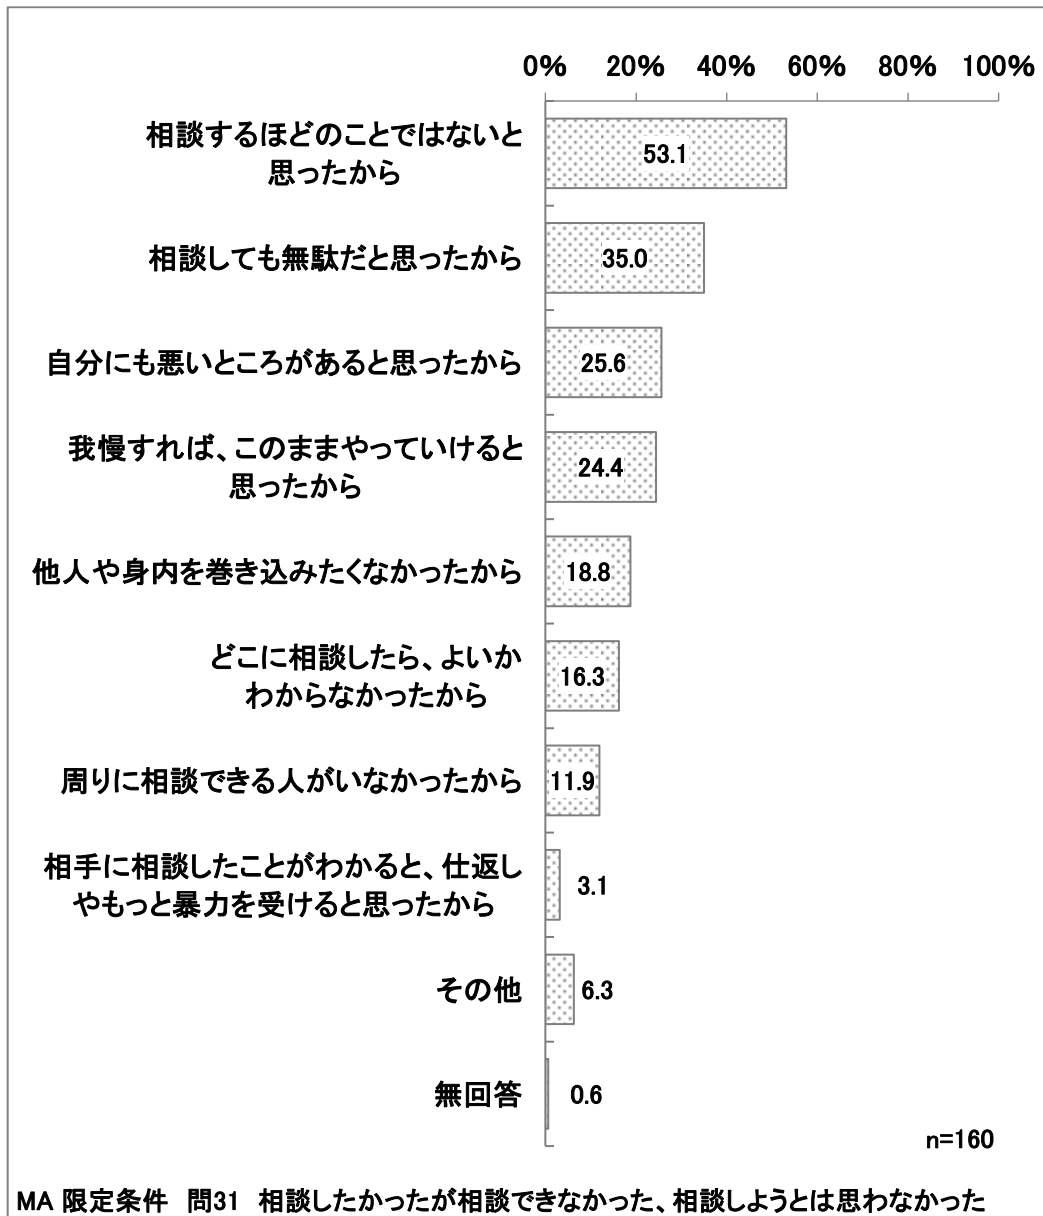 0% 20% 40% 60% 80% 100%
相談するほどのことではないと
思ったから
53.1
相談しても無駄だと思ったから
35.0
自分にも悪いところがあると思ったから
25.6
我慢すれば、このままやっていけると
思ったから
24.4
他人や身内を巻き込みたくなかったから
18.8
どこに相談したら、よいか
わからなかったから
16.3
周りに相談できる人がいなかったから
11.9
相手に相談したことがわかると、仕返し
やもっと暴力を受けると思ったから
3.1
その他
6.3
無回答
0.6
n=160
MA 限定条件 問31 相談したかったが相談できなかった、相談しようとは思わなかった